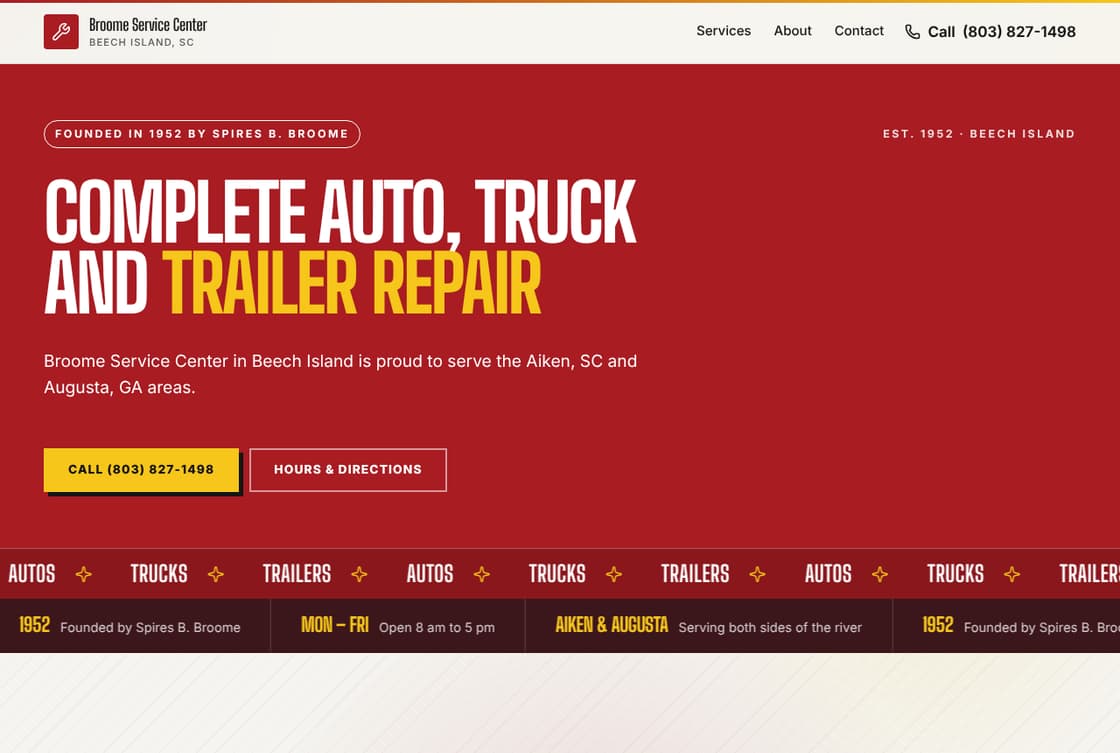 Broome Service Center
BEECH ISLAND, SC
Services About Contact Call (803) 827-1498
FOUNDED IN 1952 BY SPIRES B. BROOME
EST. 1952 · BEECH ISLAND
COMPLETE AUTO, TRUCK
AND TRAILER REPAIR
Broome Service Center in Beech Island is proud to serve the Aiken, SC and
Augusta, GA areas.
CALL (803) 827-1498
HOURS & DIRECTIONS
AUTOS TRUCKS TRAILERS AUTOS TRUCKS TRAILERS AUTOS TRUCKS TRAILERS
1952 Founded by Spires B. Broome MON – FRI Open 8 am to 5 pm AIKEN & AUGUSTA Serving both sides of the river 1952 Founded by Spires B. Broo